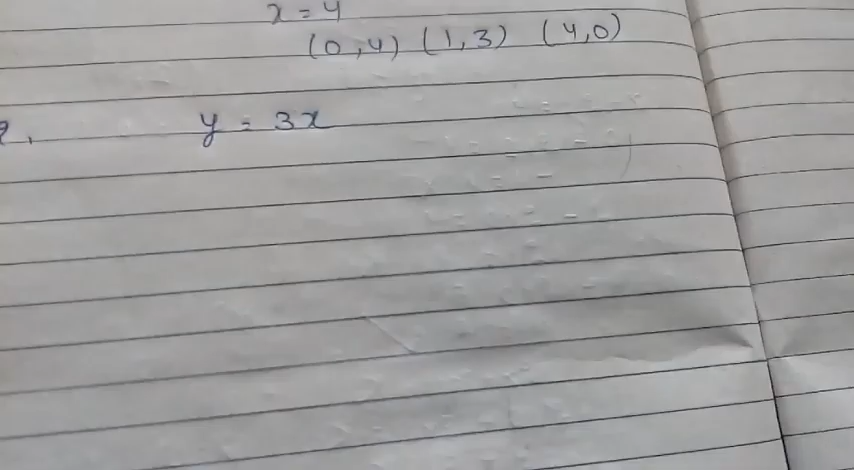 x = 4
(0,4) (1,3) (4,0)
y = 3x